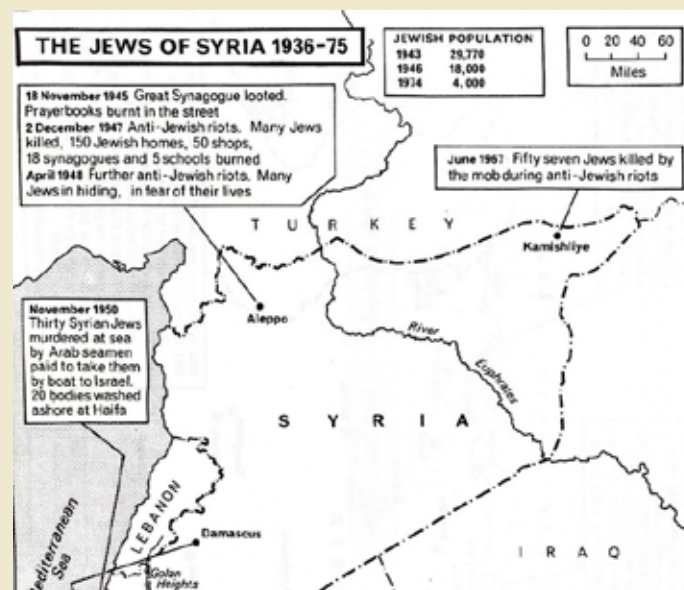 THE JEWS OF SYRIA 1936-75
JEWISH POPULATION
1943 29,770
1946 18,000
1974 4,000
0 20 40 60
Miles
18 November 1945 Great Synagogue looted.
Prayerbooks burnt in the street
2 December 1947 Anti-Jewish riots. Many Jews
killed, 150 Jewish homes, 50 shops,
18 synagogues and 5 schools burned
April 1948 Further anti-Jewish riots. Many
Jews in hiding, in fear of their lives
June 1967 Fifty seven Jews killed by
the mob during anti-Jewish riots
TURKEY
Kamishliye
Aleppo
November 1950
Thirty Syrian Jews
murdered at sea
by Arab seamen
paid to take them
by boat to Israel.
20 bodies washed
ashore at Haifa
River
Euphrates
SYRIA
LEBANON
Damascus
Mediterranean
Sea
Golan
Heights
IRAQ